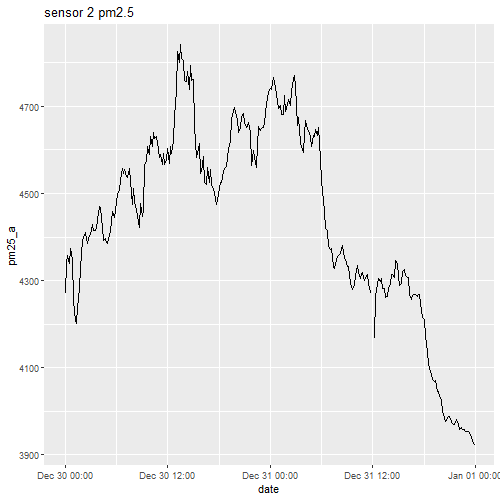 sensor 2 pm2.5
pm25_a
4700
4500
4300
4100
3900
Dec 30 00:00
Dec 30 12:00
Dec 31 00:00
Dec 31 12:00
Jan 01 00:00
date